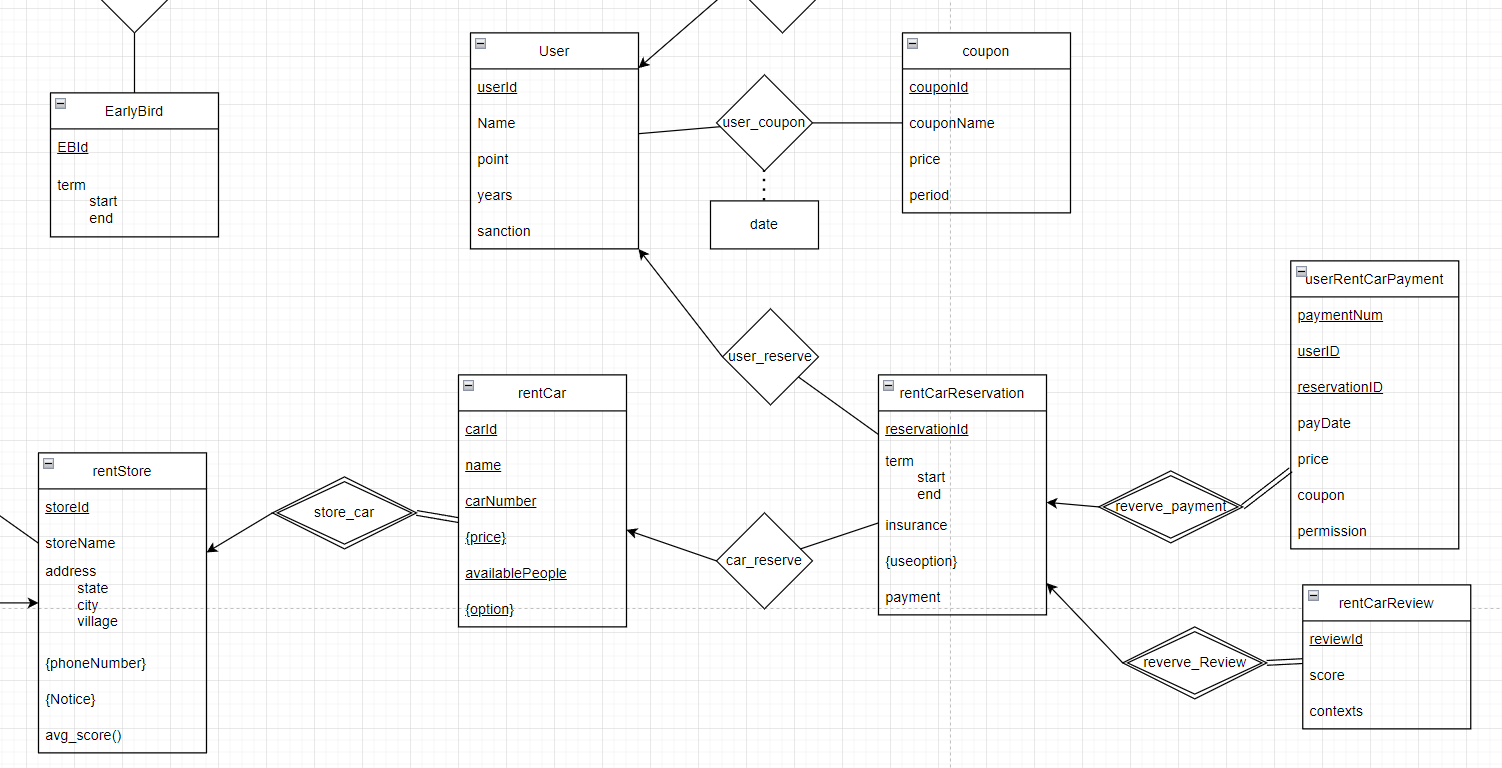 EarlyBird
EBId
term
start
end
User
userId
Name
point
years
sanction
user_coupon
date
coupon
couponId
couponName
price
period
user_reserve
userRentCarPayment
paymentNum
userID
reservationID
payDate
price
coupon
permission
rentStore
storeId
storeName
address
state
city
village
{phoneNumber}
{Notice}
avg_score()
store_car
rentCar
carId
name
carNumber
{price}
availablePeople
{option}
car_reserve
rentCarReservation
reservationId
term
start
end
insurance
{useoption}
payment
reverve_payment
reverve_Review
rentCarReview
reviewId
score
contexts